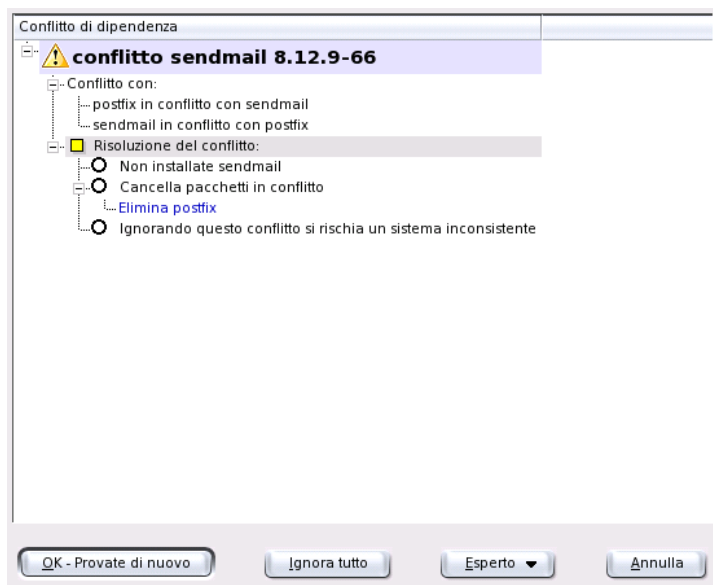 Conflitto di dipendenza
conflitto sendmail 8.12.9-66
Conflitto con:
postfix in conflitto con sendmail
sendmail in conflitto con postfix
Risoluzione del conflitto:
Non installate sendmail
Cancella pacchetti in conflitto
Elimina postfix
Ignorando questo conflitto si rischia un sistema inconsistente
OK - Provate di nuovo Ignora tutto Esperto Annulla